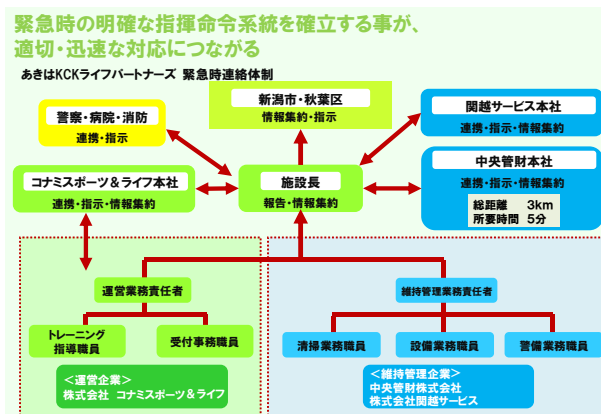 緊急時の明確な指揮命令系統を確立する事が、
適切・迅速な対応につながる
あきはKCKライフパートナーズ 緊急時連絡体制
警察・病院・消防
連携・指示
新潟市・秋葉区
情報集約・指示
関越サービス本社
連携・指示・情報集約
コナミスポーツ&ライフ本社
連携・指示・情報集約
施設長
報告・情報集約
中央管財本社
連携・指示・情報集約
総距離 3km
所要時間 5分
運営業務責任者
維持管理業務責任者
トレーニング
指導職員
受付事務職員
清掃業務職員
設備業務職員
警備業務職員
<運営企業>
株式会社 コナミスポーツ&ライフ
<維持管理企業>
中央管財株式会社
株式会社関越サービス